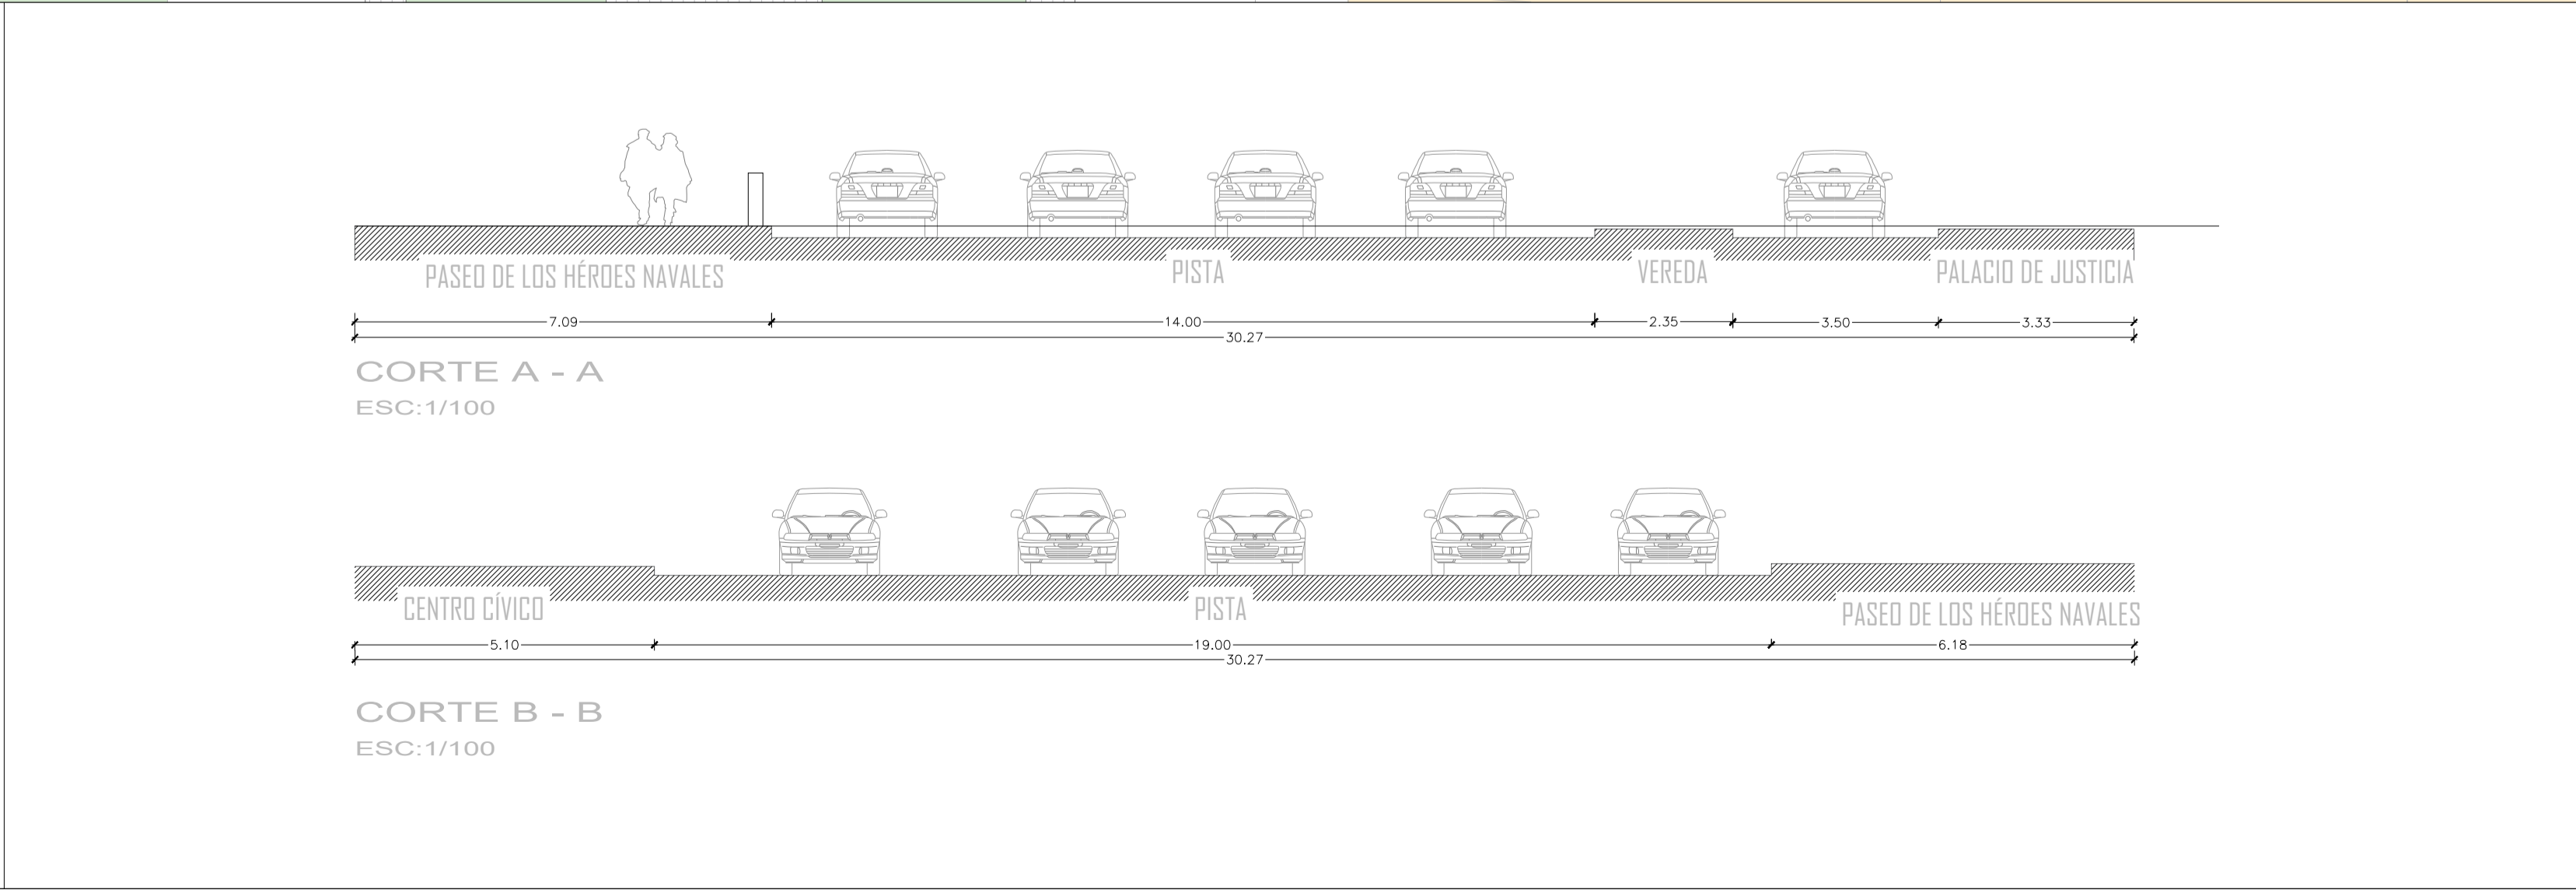 PASEO DE LOS HÉROES NAVALES
PISTA
VEREDA
PALACIO DE JUSTICIA
7.09
14.00
2.35
3.50
3.33
30.27
CORTE A - A
ESC:1/100
CENTRO CÍVICO
PISTA
PASEO DE LOS HÉROES NAVALES
5.10
19.00
6.18
30.27
CORTE B - B
ESC:1/100